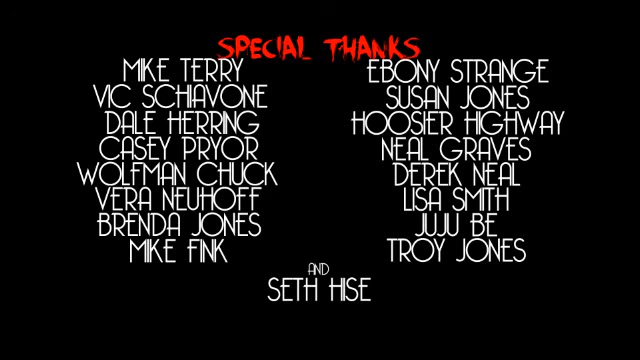 SPECIAL THANKS
MIKE TERRY
VIC SCHIAVONE
DALE HERRING
CASEY PRYOR
WOLFMAN CHUCK
VERA NEUHOFF
BRENDA JONES
MIKE FINK
EBONY STRANGE
SUSAN JONES
HOOSIER HIGHWAY
NEAL GRAVES
DEREK NEAL
LISA SMITH
JUJU BE
TROY JONES
AND
SETH HISE